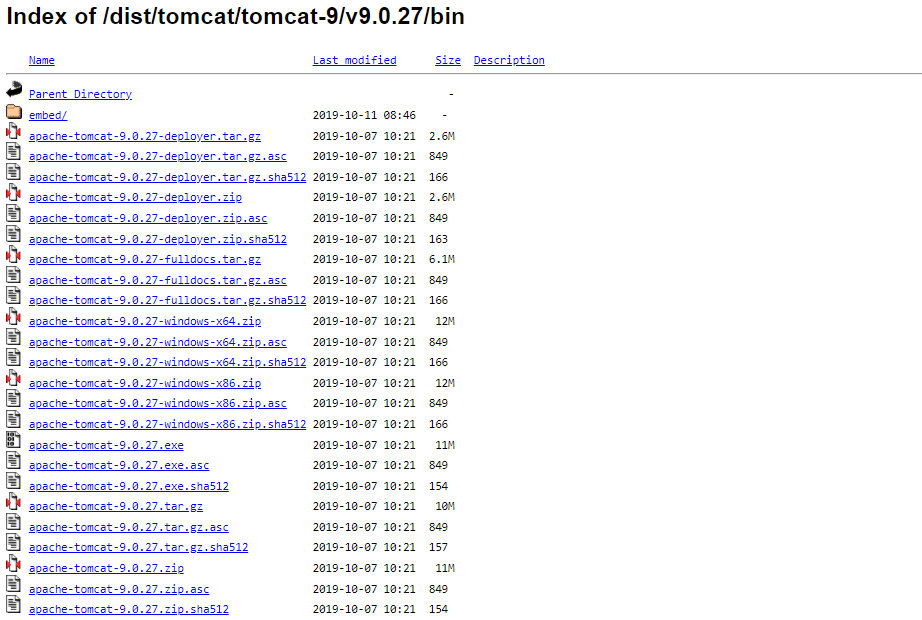 Index of /dist/tomcat/tomcat-9/v9.0.27/bin
Name Last modified Size Description
Parent Directory -
embed/ 2019-10-11 08:46 -
apache-tomcat-9.0.27-deployer.tar.gz 2019-10-07 10:21 2.6M
apache-tomcat-9.0.27-deployer.tar.gz.asc 2019-10-07 10:21 849
apache-tomcat-9.0.27-deployer.tar.gz.sha512 2019-10-07 10:21 166
apache-tomcat-9.0.27-deployer.zip 2019-10-07 10:21 2.6M
apache-tomcat-9.0.27-deployer.zip.asc 2019-10-07 10:21 849
apache-tomcat-9.0.27-deployer.zip.sha512 2019-10-07 10:21 163
apache-tomcat-9.0.27-fulldocs.tar.gz 2019-10-07 10:21 6.1M
apache-tomcat-9.0.27-fulldocs.tar.gz.asc 2019-10-07 10:21 849
apache-tomcat-9.0.27-fulldocs.tar.gz.sha512 2019-10-07 10:21 166
apache-tomcat-9.0.27-windows-x64.zip 2019-10-07 10:21 12M
apache-tomcat-9.0.27-windows-x64.zip.asc 2019-10-07 10:21 849
apache-tomcat-9.0.27-windows-x64.zip.sha512 2019-10-07 10:21 166
apache-tomcat-9.0.27-windows-x86.zip 2019-10-07 10:21 12M
apache-tomcat-9.0.27-windows-x86.zip.asc 2019-10-07 10:21 849
apache-tomcat-9.0.27-windows-x86.zip.sha512 2019-10-07 10:21 166
apache-tomcat-9.0.27.exe 2019-10-07 10:21 11M
apache-tomcat-9.0.27.exe.asc 2019-10-07 10:21 849
apache-tomcat-9.0.27.exe.sha512 2019-10-07 10:21 154
apache-tomcat-9.0.27.tar.gz 2019-10-07 10:21 10M
apache-tomcat-9.0.27.tar.gz.asc 2019-10-07 10:21 849
apache-tomcat-9.0.27.tar.gz.sha512 2019-10-07 10:21 157
apache-tomcat-9.0.27.zip 2019-10-07 10:21 11M
apache-tomcat-9.0.27.zip.asc 2019-10-07 10:21 849
apache-tomcat-9.0.27.zip.sha512 2019-10-07 10:21 154